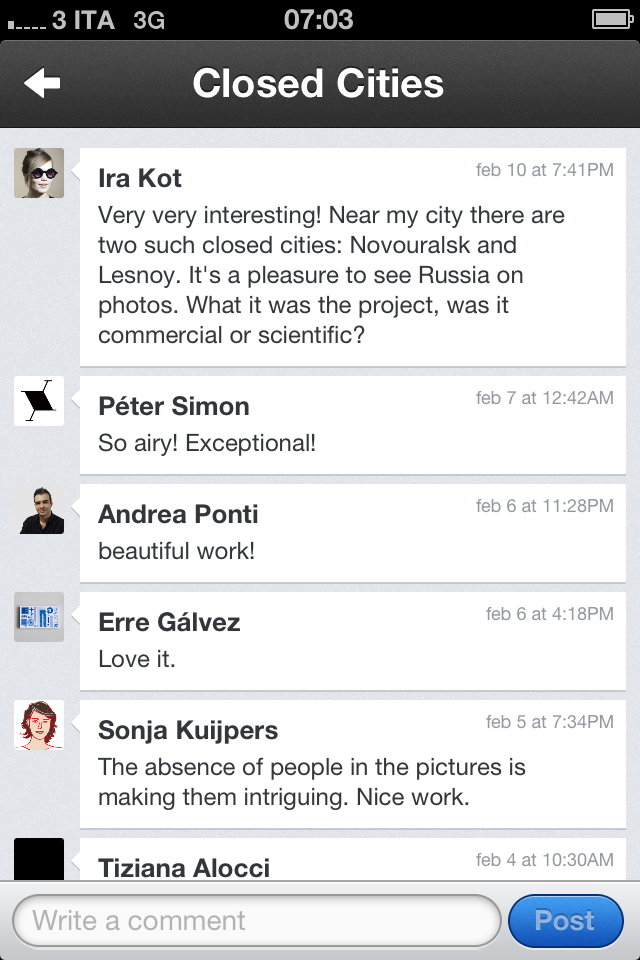 3 ITA 3G 07:03
Closed Cities
Ira Kot feb 10 at 7:41PM
Very very interesting! Near my city there are
two such closed cities: Novouralsk and
Lesnoy. It's a pleasure to see Russia on
photos. What it was the project, was it
commercial or scientific?
Péter Simon feb 7 at 12:42AM
So airy! Exceptional!
Andrea Ponti feb 6 at 11:28PM
beautiful work!
Erre Gálvez feb 6 at 4:18PM
Love it.
Sonja Kuijpers feb 5 at 7:34PM
The absence of people in the pictures is
making them intriguing. Nice work.
Tiziana Alocci feb 4 at 10:30AM
Write a comment Post